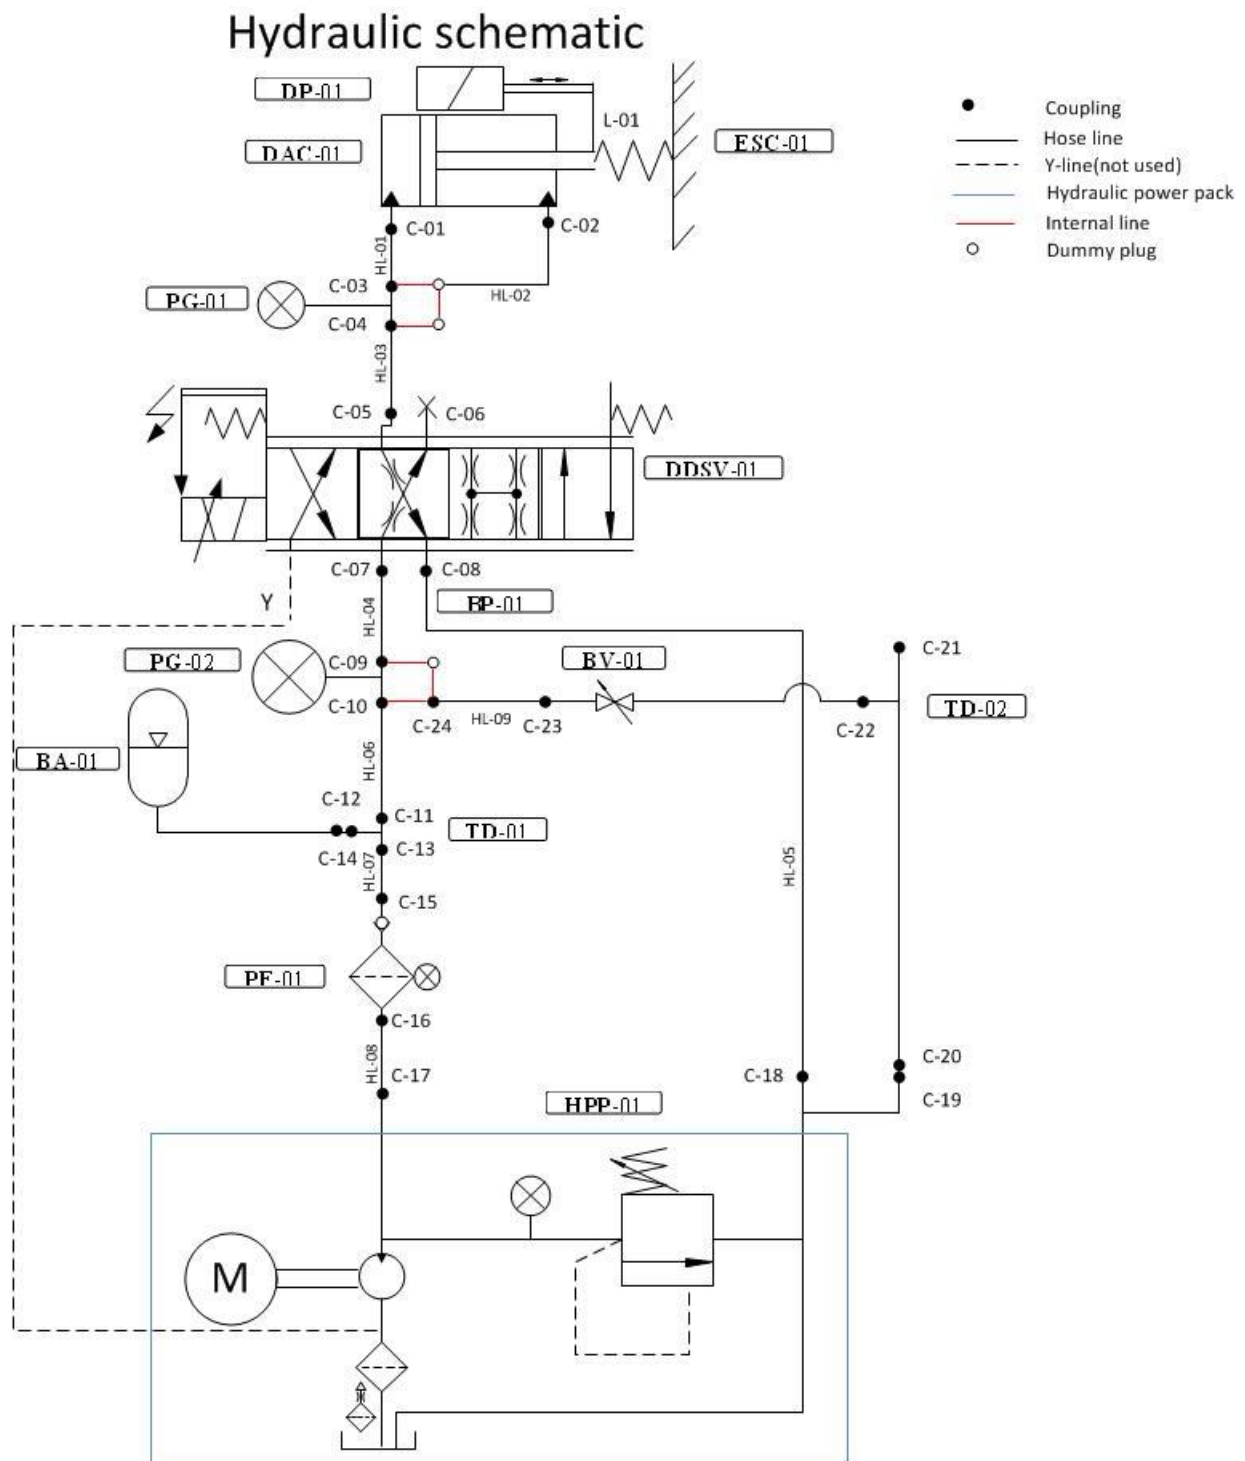 Hydraulic schematic
DP-01
DAC-01
L-01
ESC-01
Coupling
Hose line
Y-line(not used)
Hydraulic power pack
Internal line
Dummy plug
C-01
C-02
HL-01
C-03
HL-02
PG-01
C-04
HL-03
C-05
C-06
DDSV-01
C-07
C-08
BP-01
Y
HL-04
PG-02
C-09
BV-01
C-21
C-10
C-24
HL-09
C-23
C-22
TD-02
BA-01
HL-06
C-12
C-11
TD-01
C-14
C-13
HL-07
HL-05
C-15
PF-01
C-16
HL-08
C-17
C-18
C-20
C-19
HPP-01
M